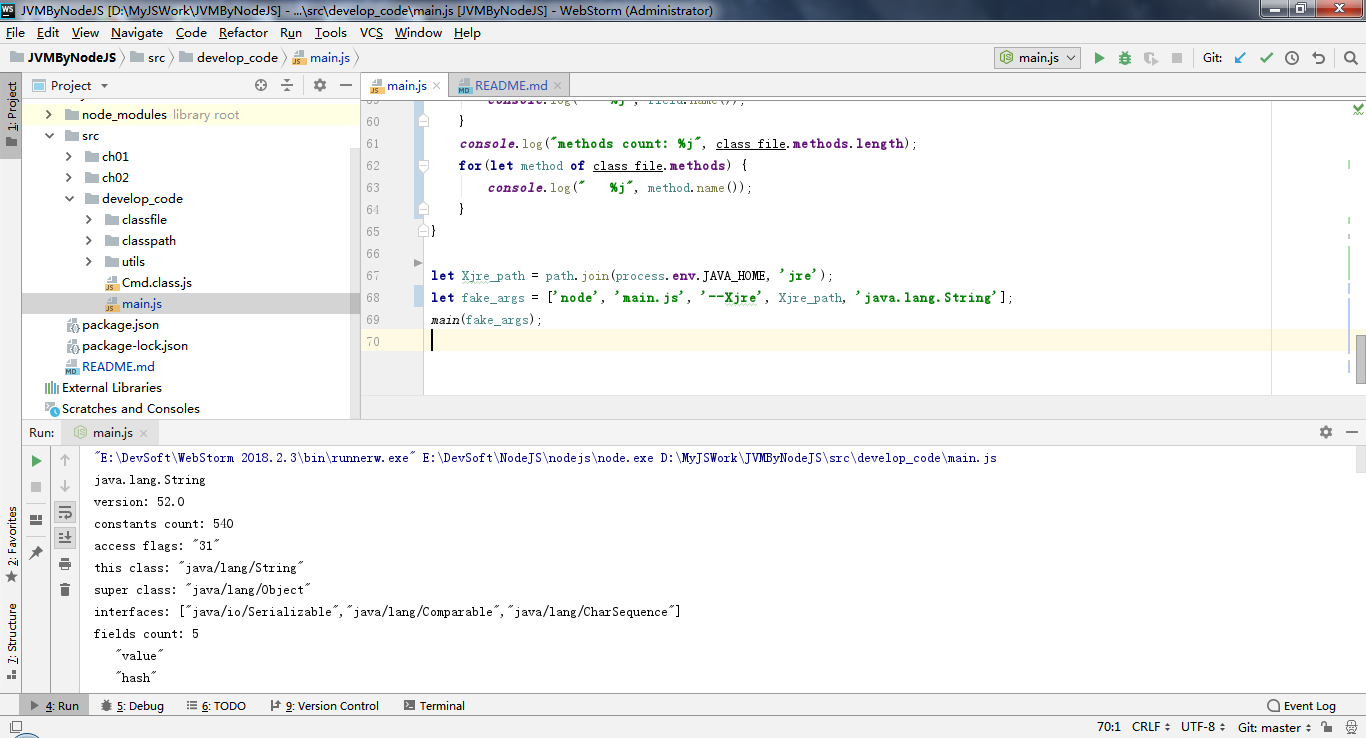 JVMByNodeJS [D:\MyJSWork\JVMByNodeJS] - ...\src\develop_code\main.js [JVMByNodeJS] - WebStorm (Administrator)
File Edit View Navigate Code Refactor Run Tools VCS Window Help
JVMByNodeJS src develop_code main.js
main.js Git:
1: Project
Project
node_modules library root
src
ch01
ch02
develop_code
classfile
classpath
utils
Cmd.class.js
main.js
package.json
package-lock.json
README.md
External Libraries
Scratches and Consoles
main.js README.md
console.log("   %j", field.name());
60 }
61 console.log("methods count: %j", class_file.methods.length);
62 for(let method of class_file.methods) {
63 console.log("   %j", method.name());
64 }
65 }
66
67 let Xjre_path = path.join(process.env.JAVA_HOME, 'jre');
68 let fake_args = ['node', 'main.js', '--Xjre', Xjre_path, 'java.lang.String'];
69 main(fake_args);
70
Run: main.js
"E:\DevSoft\WebStorm 2018.2.3\bin\runnerw.exe" E:\DevSoft\NodeJS\nodejs\node.exe D:\MyJSWork\JVMByNodeJS\src\develop_code\main.js
java.lang.String
version: 52.0
constants count: 540
access flags: "31"
this class: "java/lang/String"
super class: "java/lang/Object"
interfaces: ["java/io/Serializable","java/lang/Comparable","java/lang/CharSequence"]
fields count: 5
"value"
"hash"
2: Favorites
7: Structure
4: Run 5: Debug 6: TODO 9: Version Control Terminal Event Log
70:1 CRLF UTF-8 Git: master